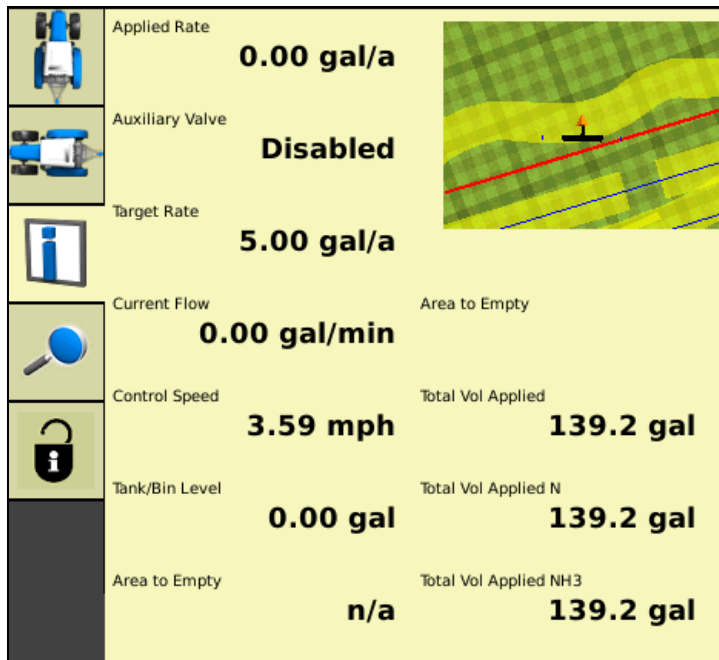 Applied Rate
0.00 gal/a
Auxiliary Valve
Disabled
Target Rate
5.00 gal/a
Current Flow
0.00 gal/min
Area to Empty
Control Speed
3.59 mph
Total Vol Applied
139.2 gal
Tank/Bin Level
0.00 gal
Total Vol Applied N
139.2 gal
Area to Empty
n/a
Total Vol Applied NH3
139.2 gal